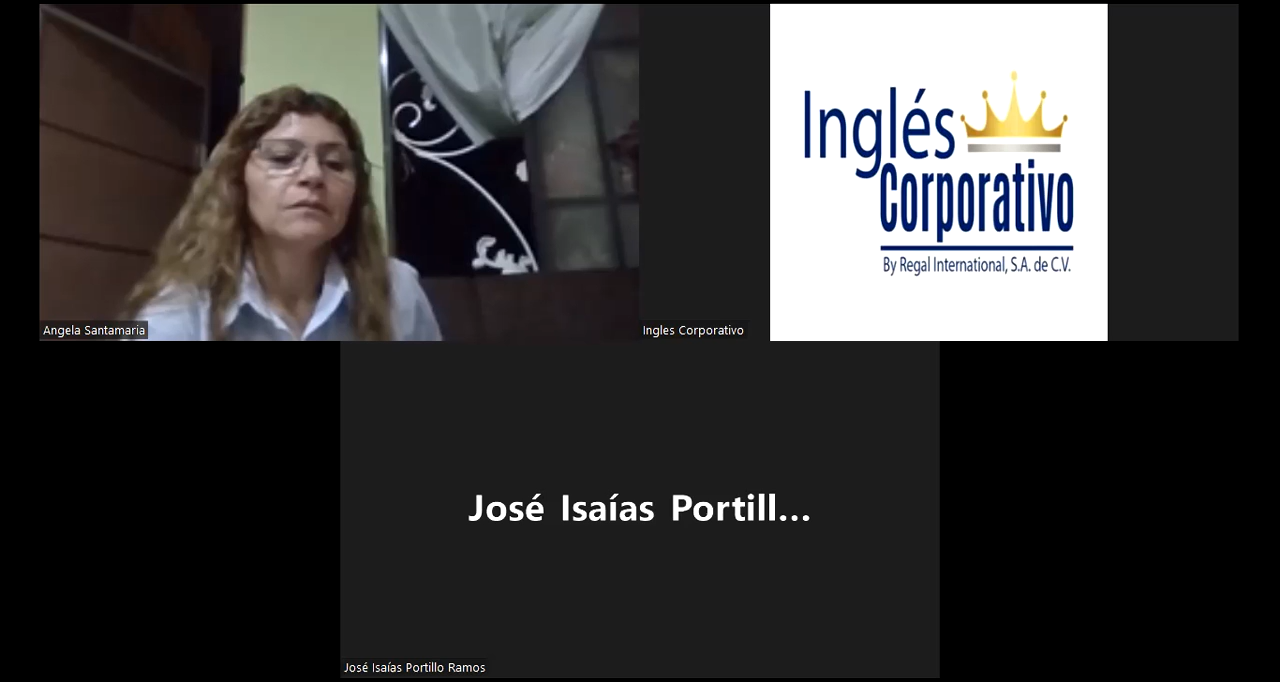 Inglés
Corporativo
By Regal International, S.A. de C.V.
Angela Santamaria
Ingles Corporativo
José Isaías Portill...
José Isaías Portillo Ramos